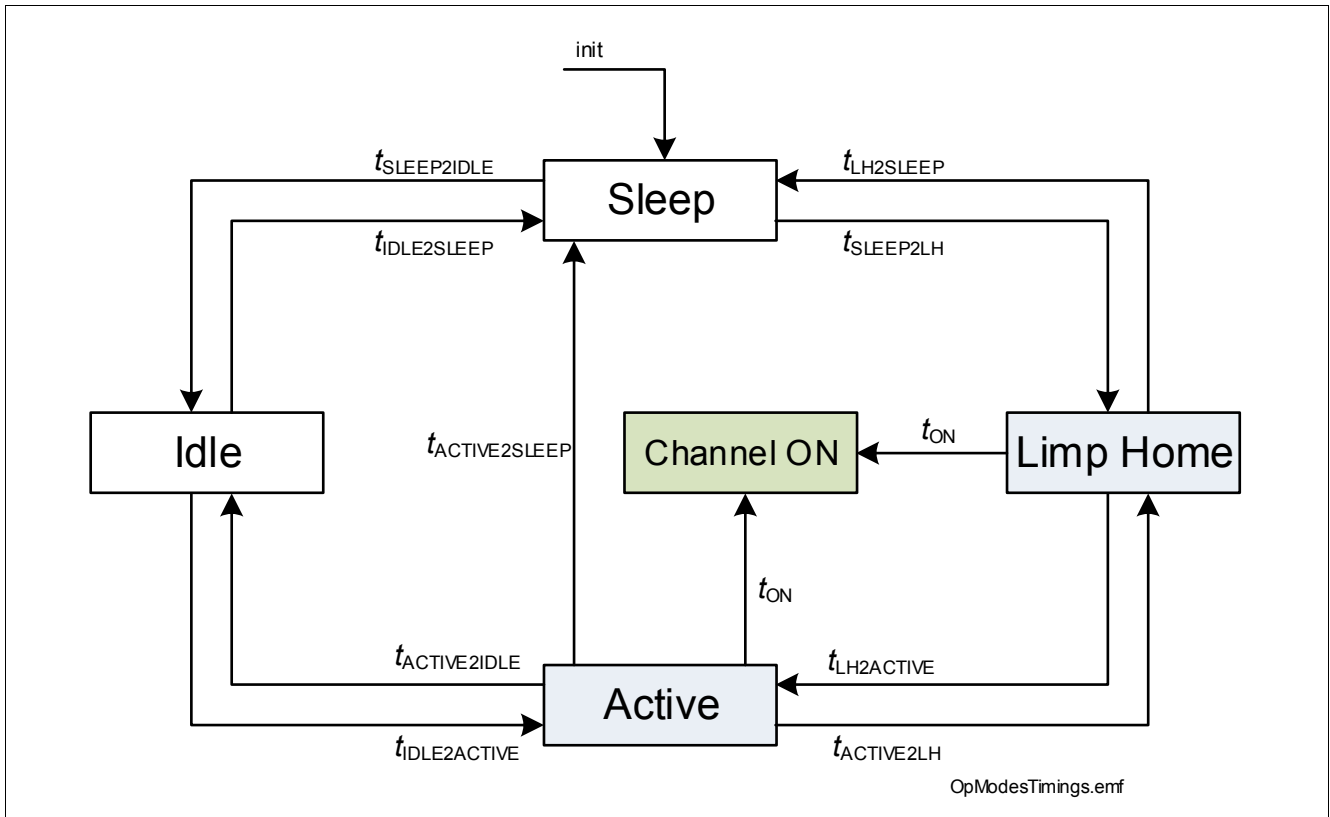 init
tSLEEP2IDLE
tLH2SLEEP
Sleep
tIDLE2SLEEP
tSLEEP2LH
Idle
tACTIVE2SLEEP
Channel ON
tON
Limp Home
tON
tACTIVE2IDLE
tLH2ACTIVE
Active
tIDLE2ACTIVE
tACTIVE2LH
OpModesTimings.emf